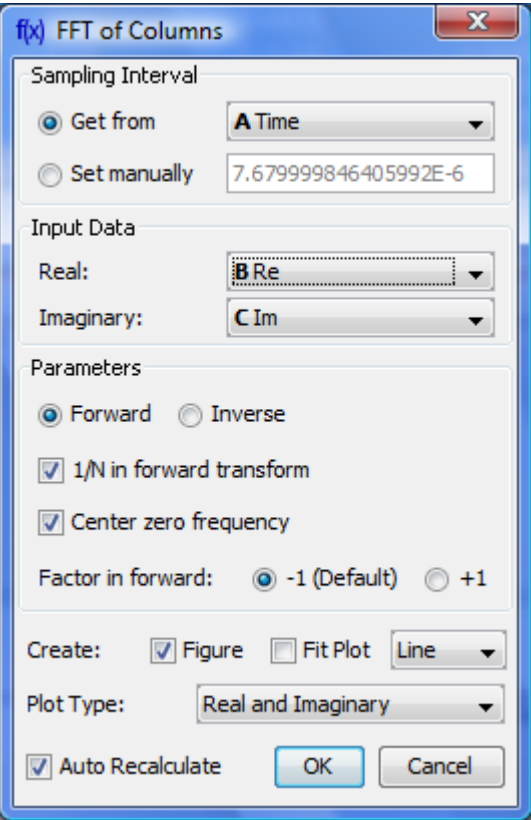 f(x) FFT of Columns
Sampling Interval
Get from A Time
Set manually 7.679999846405992E-6
Input Data
Real: B Re
Imaginary: C Im
Parameters
Forward Inverse
1/N in forward transform
Center zero frequency
Factor in forward: -1 (Default) +1
Create: Figure Fit Plot Line
Plot Type: Real and Imaginary
Auto Recalculate OK Cancel